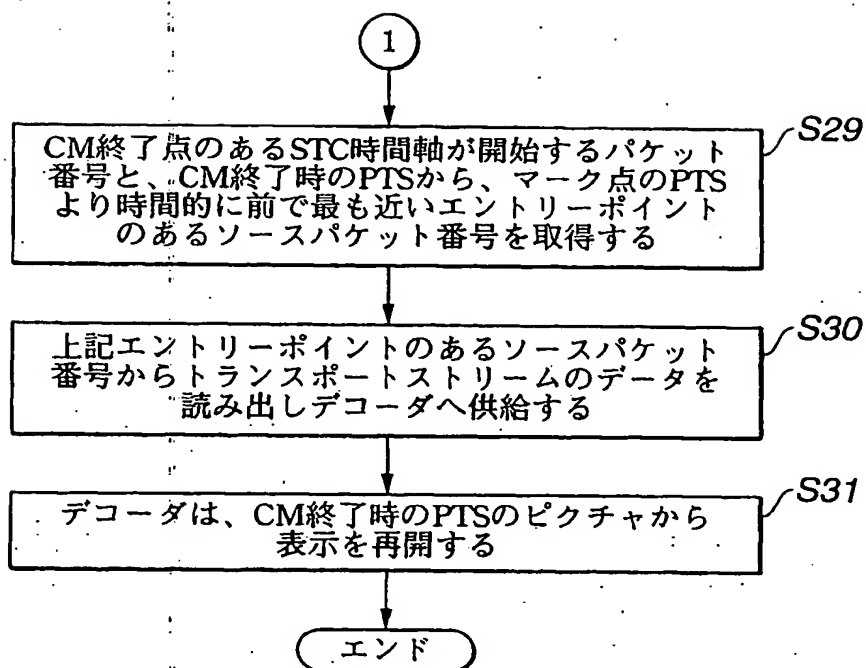 1
S29
CM終了点のあるSTC時間軸が開始するパケット
番号と、CM終了時のPTSから、マーク点のPTS
より時間的に前で最も近いエントリーポイント
のあるソースパケット番号を取得する
S30
上記エントリーポイントのあるソースパケット
番号からトランスポートストリームのデータを
読み出しデコーダへ供給する
S31
デコーダは、CM終了時のPTSのピクチャから
表示を再開する
エンド